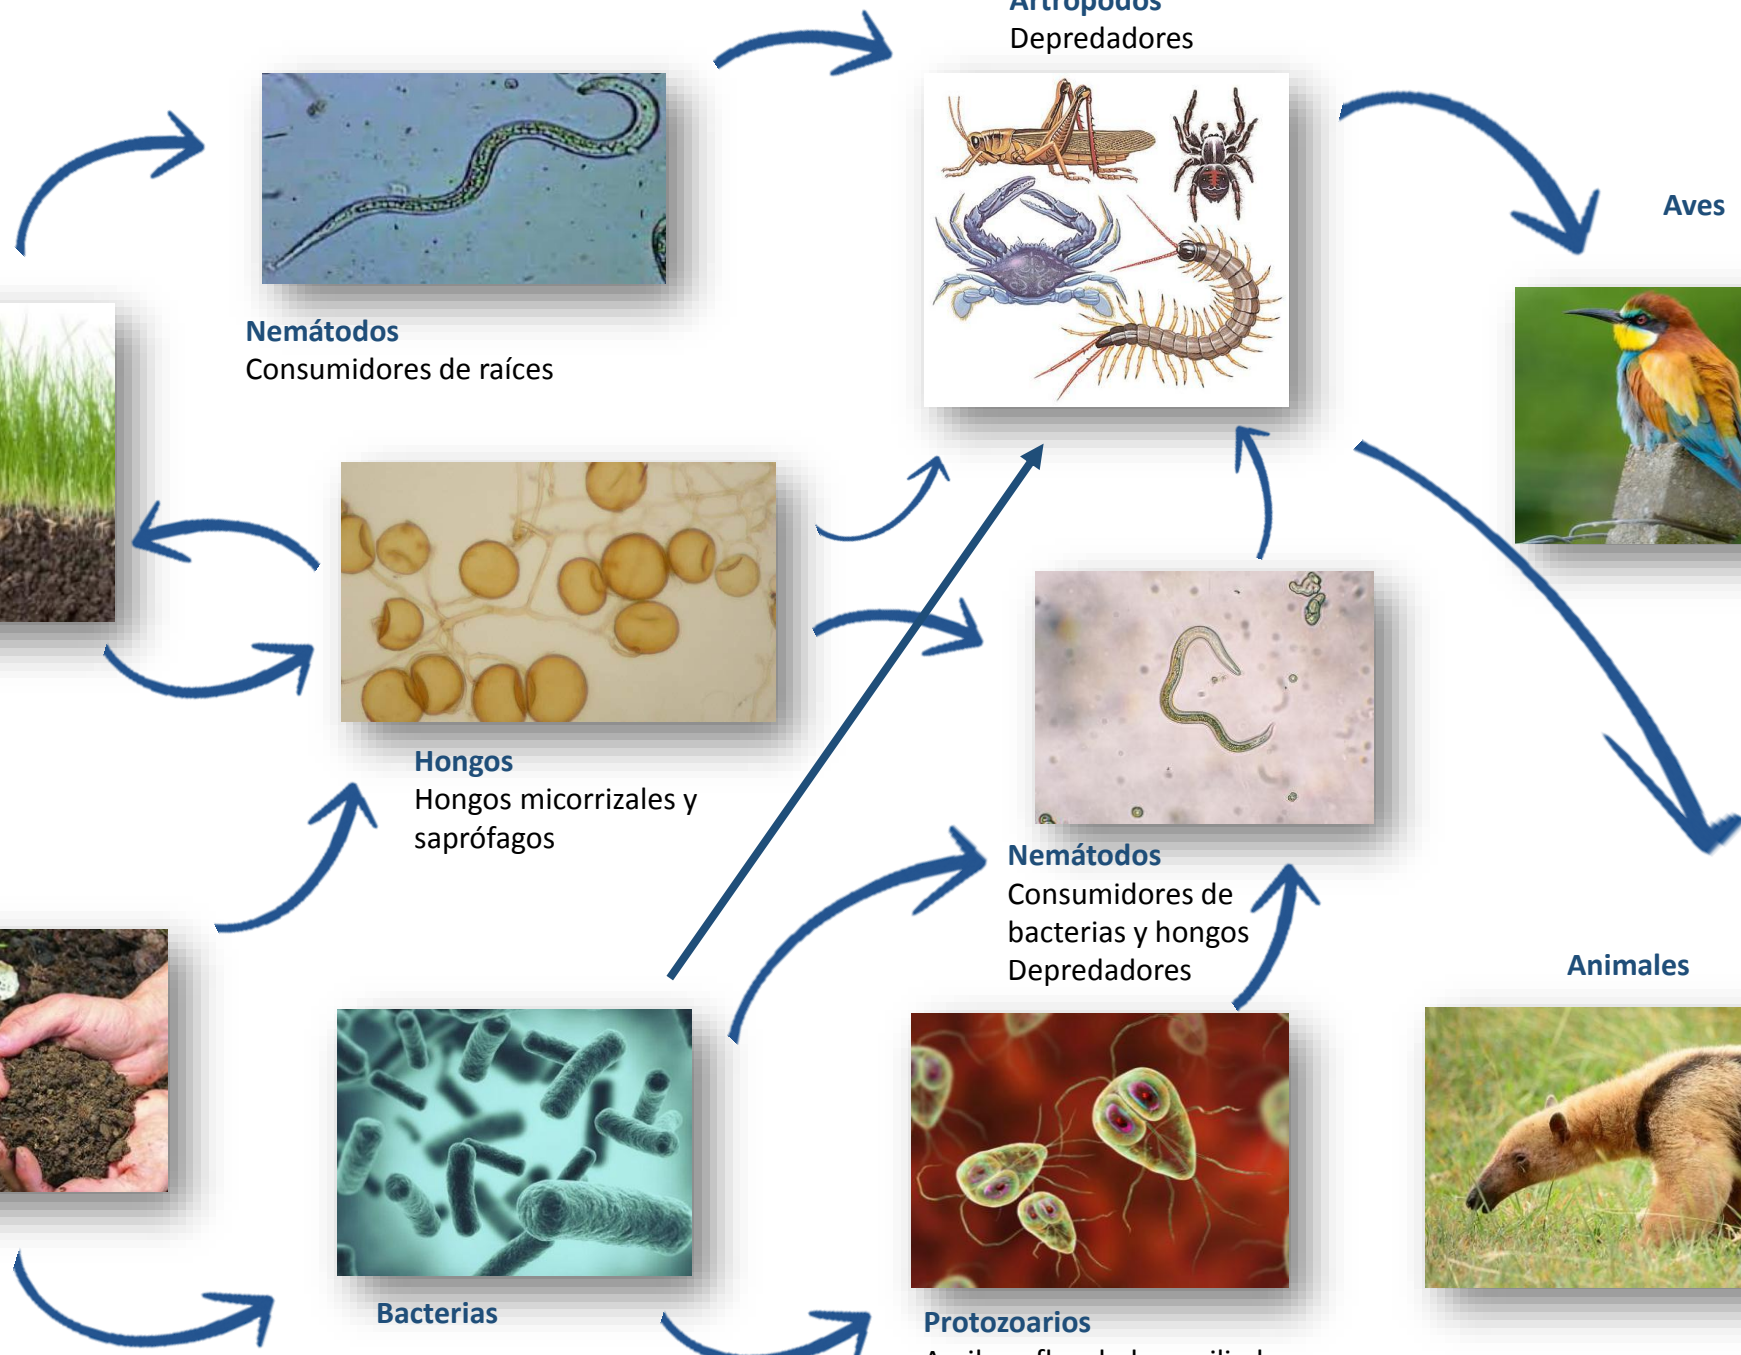 Artrópodos
Depredadores
Aves
Nemátodos
Consumidores de raíces
Hongos
Hongos micorrizales y
saprófagos
Nemátodos
Consumidores de
bacterias y hongos
Depredadores
Animales
Bacterias
Protozoarios